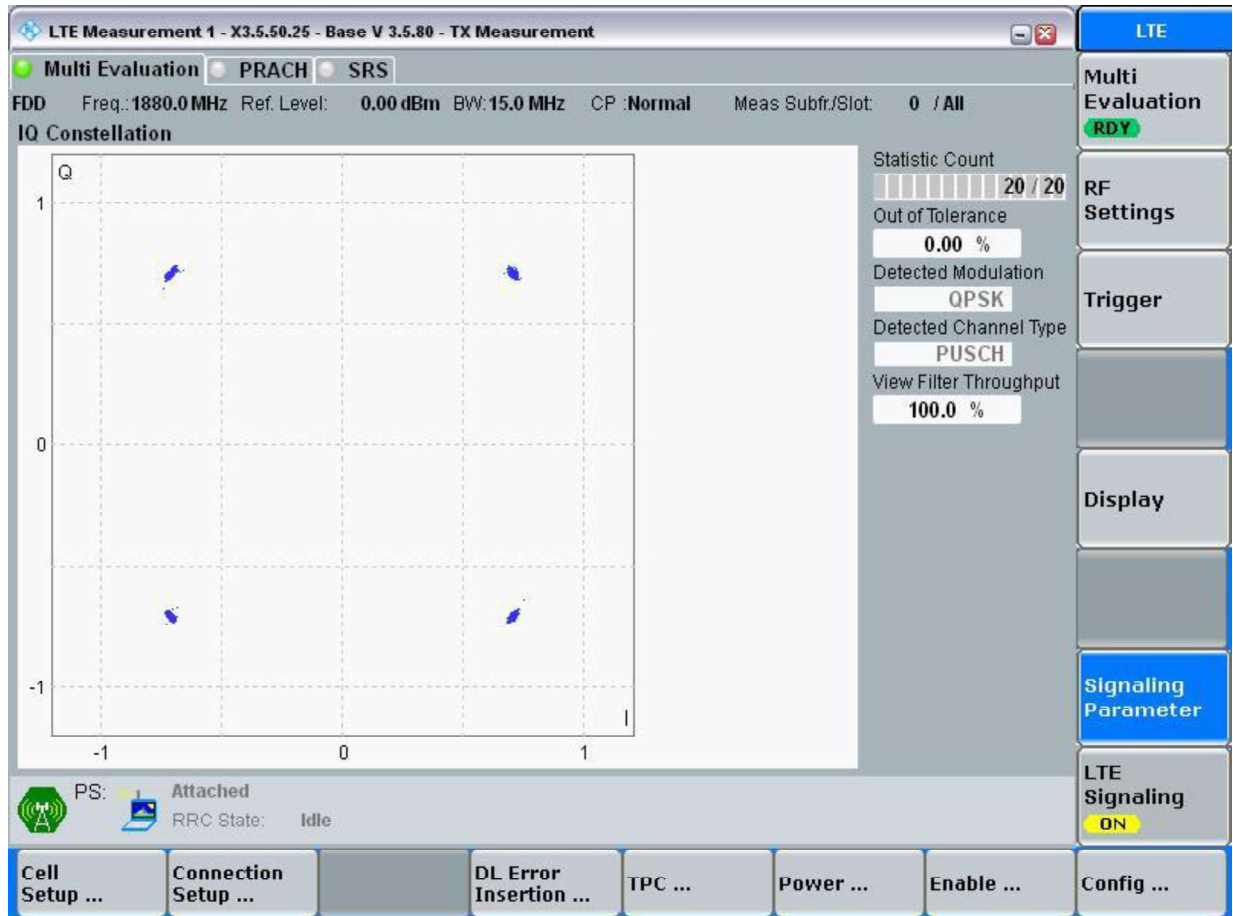 LTE Measurement 1 - X3.5.50.25 - Base V 3.5.80 - TX Measurement
LTE
Multi Evaluation PRACH SRS
FDD Freq.: 1880.0 MHz Ref. Level: 0.00 dBm BW: 15.0 MHz CP :Normal Meas Subfr./Slot: 0 / All
IQ Constellation
Q
1
0
-1
-1 0 1
I
Statistic Count
20 / 20
Out of Tolerance
0.00 %
Detected Modulation
QPSK
Detected Channel Type
PUSCH
View Filter Throughput
100.0 %
Multi
Evaluation
RDY
RF
Settings
Trigger
Display
Signaling
Parameter
LTE
Signaling
ON
PS: Attached
RRC State: Idle
Cell
Setup ...
Connection
Setup ...
DL Error
Insertion ...
TPC ...
Power ...
Enable ...
Config ...